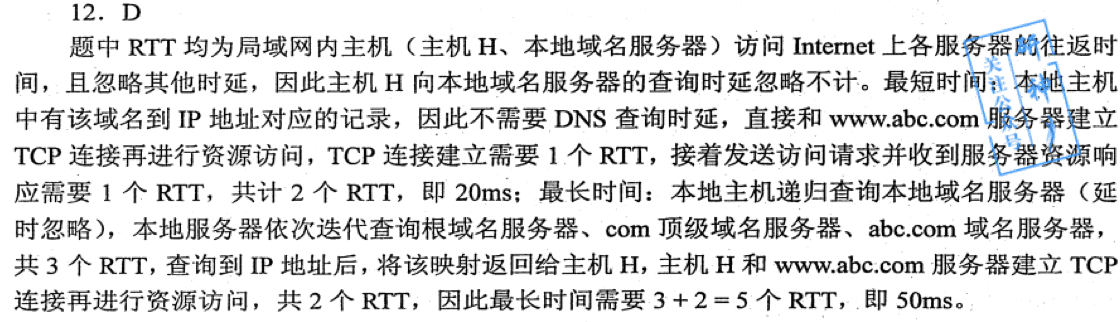 12．D
题中 RTT 均为局域网内主机（主机 H、本地域名服务器）访问 Internet 上各服务器的往返时
间，且忽略其他时延，因此主机 H 向本地域名服务器的查询时延忽略不计。最短时间：本地主机
中有该域名到 IP 地址对应的记录，因此不需要 DNS 查询时延，直接和 www.abc.com 服务器建立
TCP 连接再进行资源访问，TCP 连接建立需要 1 个 RTT，接着发送访问请求并收到服务器资源响
应需要 1 个 RTT，共计 2 个 RTT，即 20ms；最长时间：本地主机递归查询本地域名服务器（延
时忽略），本地服务器依次迭代查询根域名服务器、com 顶级域名服务器、abc.com 域名服务器，
共 3 个 RTT，查询到 IP 地址后，将该映射返回给主机 H，主机 H 和 www.abc.com 服务器建立 TCP
连接再进行资源访问，共 2 个 RTT，因此最长时间需要 3 + 2 = 5 个 RTT，即 50ms。
关注公众号